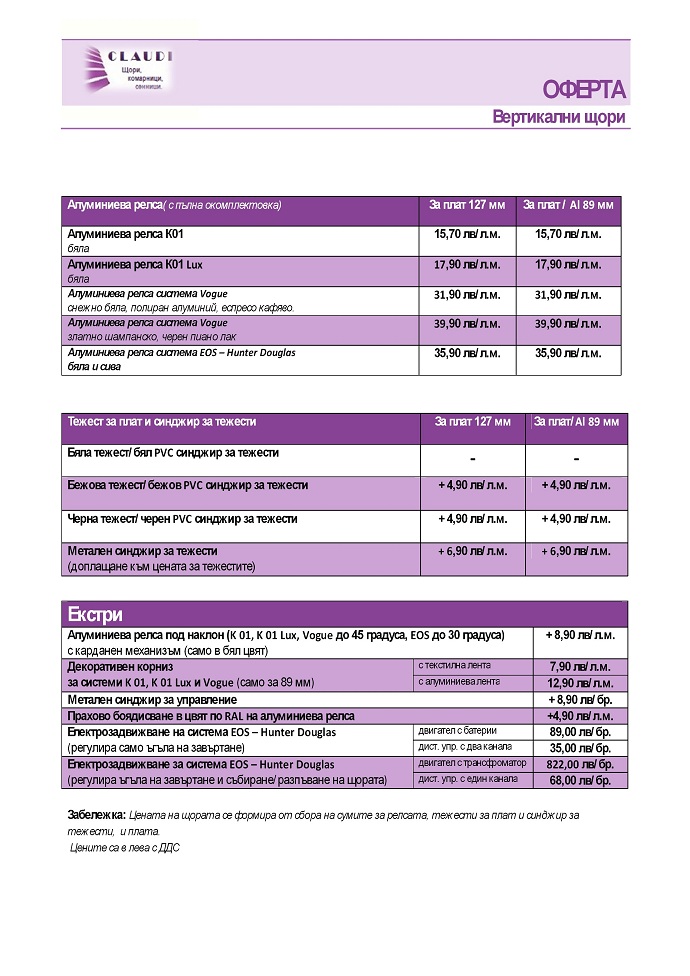 CLAUDI
Щори,
комарници,
сенници.
ОФЕРТА
Вертикални щори
Алуминиева релса( с пълна окомплектовка) За плат 127 мм За плат / Al 89 мм
Алуминиева релса К01 15,70 лв/ л.м. 15,70 лв/ л.м.
бяла
Алуминиева релса К01 Lux 17,90 лв/ л.м. 17,90 лв/ л.м.
бяла
Алуминиева релса система Vogue 31,90 лв/ л.м. 31,90 лв/ л.м.
снежно бяла, полиран алуминий, еспресо кафяво.
Алуминиева релса система Vogue 39,90 лв/ л.м. 39,90 лв/ л.м.
златно шампанско, черен пиано лак
Алуминиева релса система EOS – Hunter Douglas 35,90 лв/ л.м. 35,90 лв/ л.м.
бяла и сива
Тежест за плат и синджир за тежести За плат 127 мм За плат/ Al 89 мм
Бяла тежест/ бял PVC синджир за тежести - -
Бежова тежест/ бежов PVC синджир за тежести + 4,90 лв/ л.м. + 4,90 лв/ л.м.
Черна тежест/ черен PVC синджир за тежести + 4,90 лв/ л.м. + 4,90 лв/ л.м.
Метален синджир за тежести + 6,90 лв/ л.м. + 6,90 лв/ л.м.
(доплащане към цената за тежестите)
Екстри
Алуминиева релса под наклон (K 01, K 01 Lux, Vogue до 45 градуса, EOS до 30 градуса) + 8,90 лв/ л.м.
с карданен механизъм (само в бял цвят)
Декоративен корниз с текстилна лента 7,90 лв/ л.м.
за системи K 01, K 01 Lux и Vogue (само за 89 мм) с алуминиева лента 12,90 лв/ л.м.
Метален синджир за управление + 8,90 лв/ бр.
Прахово боядисване в цвят по RAL на алуминиева релса +4,90 лв/ л.м.
Електрозадвижване на система EOS – Hunter Douglas двигател с батерии 89,00 лв/ бр.
(регулира само ъгъла на завъртане) дист. упр. с два канала 35,00 лв/ бр.
Електрозадвижване за система EOS – Hunter Douglas двигател с трансфоматор 822,00 лв/ бр.
(регулира ъгъла на завъртане и събиране/ разпъване на щората) дист. упр. с един канала 68,00 лв/ бр.
Забележка: Цената на щората се формира от сбора на сумите за релсата, тежести за плат и синджир за
тежести, и плата.
Цените са в лева с ДДС